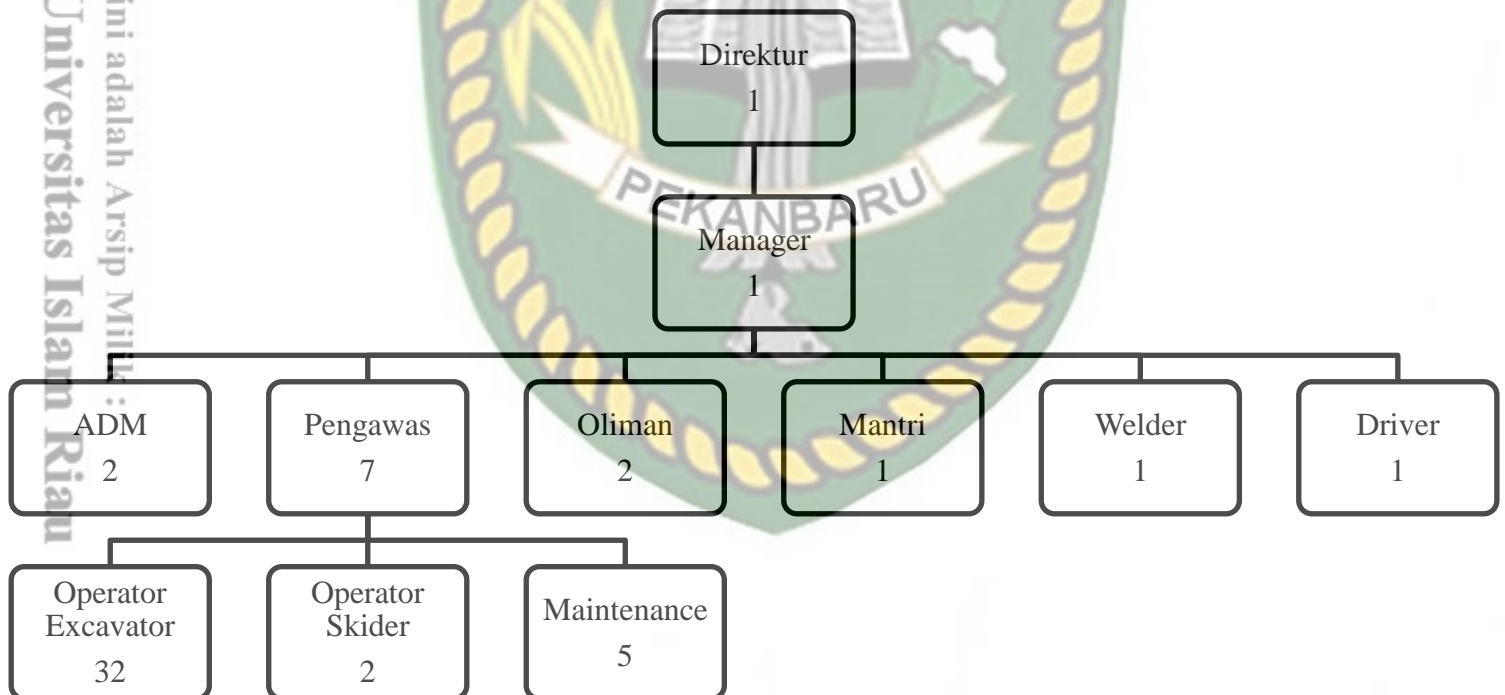 Direktur
1
PEKANBARU
Manager
1
ADM
2
Pengawas
7
Oliman
2
Mantri
1
Welder
1
Driver
1
Operator
Excavator
32
Operator
Skider
2
Maintenance
5
ini adalah Arsip Milik :
Universitas Islam Riau